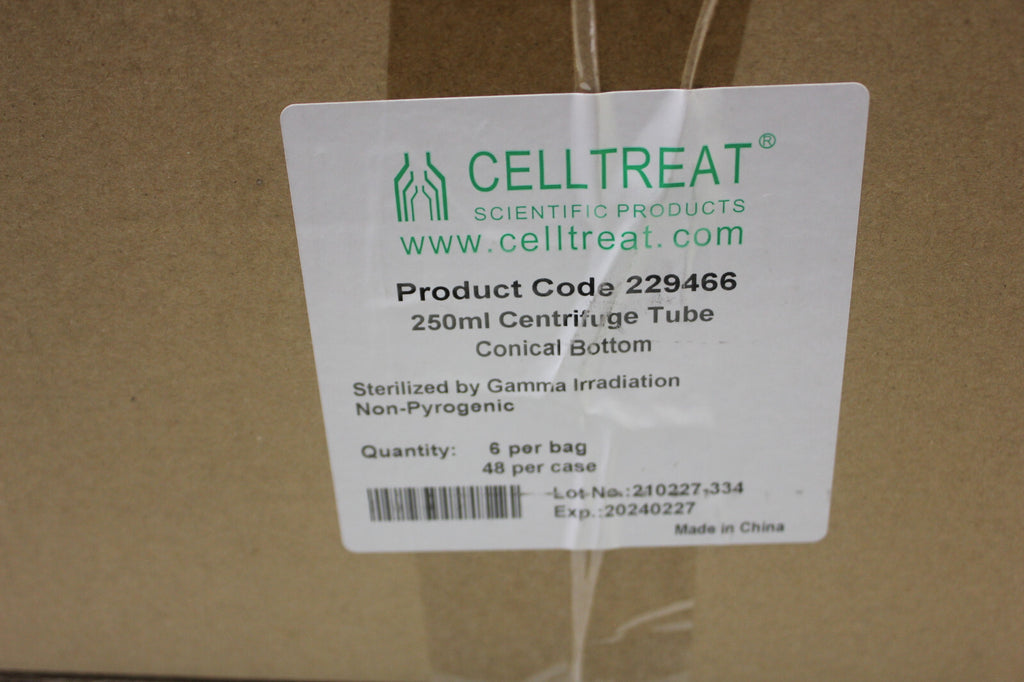 CELLTREAT®
SCIENTIFIC PRODUCTS
www.celltreat.com
Product Code 229466
250ml Centrifuge Tube
Conical Bottom
Sterilized by Gamma Irradiation
Non-Pyrogenic
Quantity: 6 per bag
48 per case
Lot No.:210227-334
Exp.:20240227
Made in China